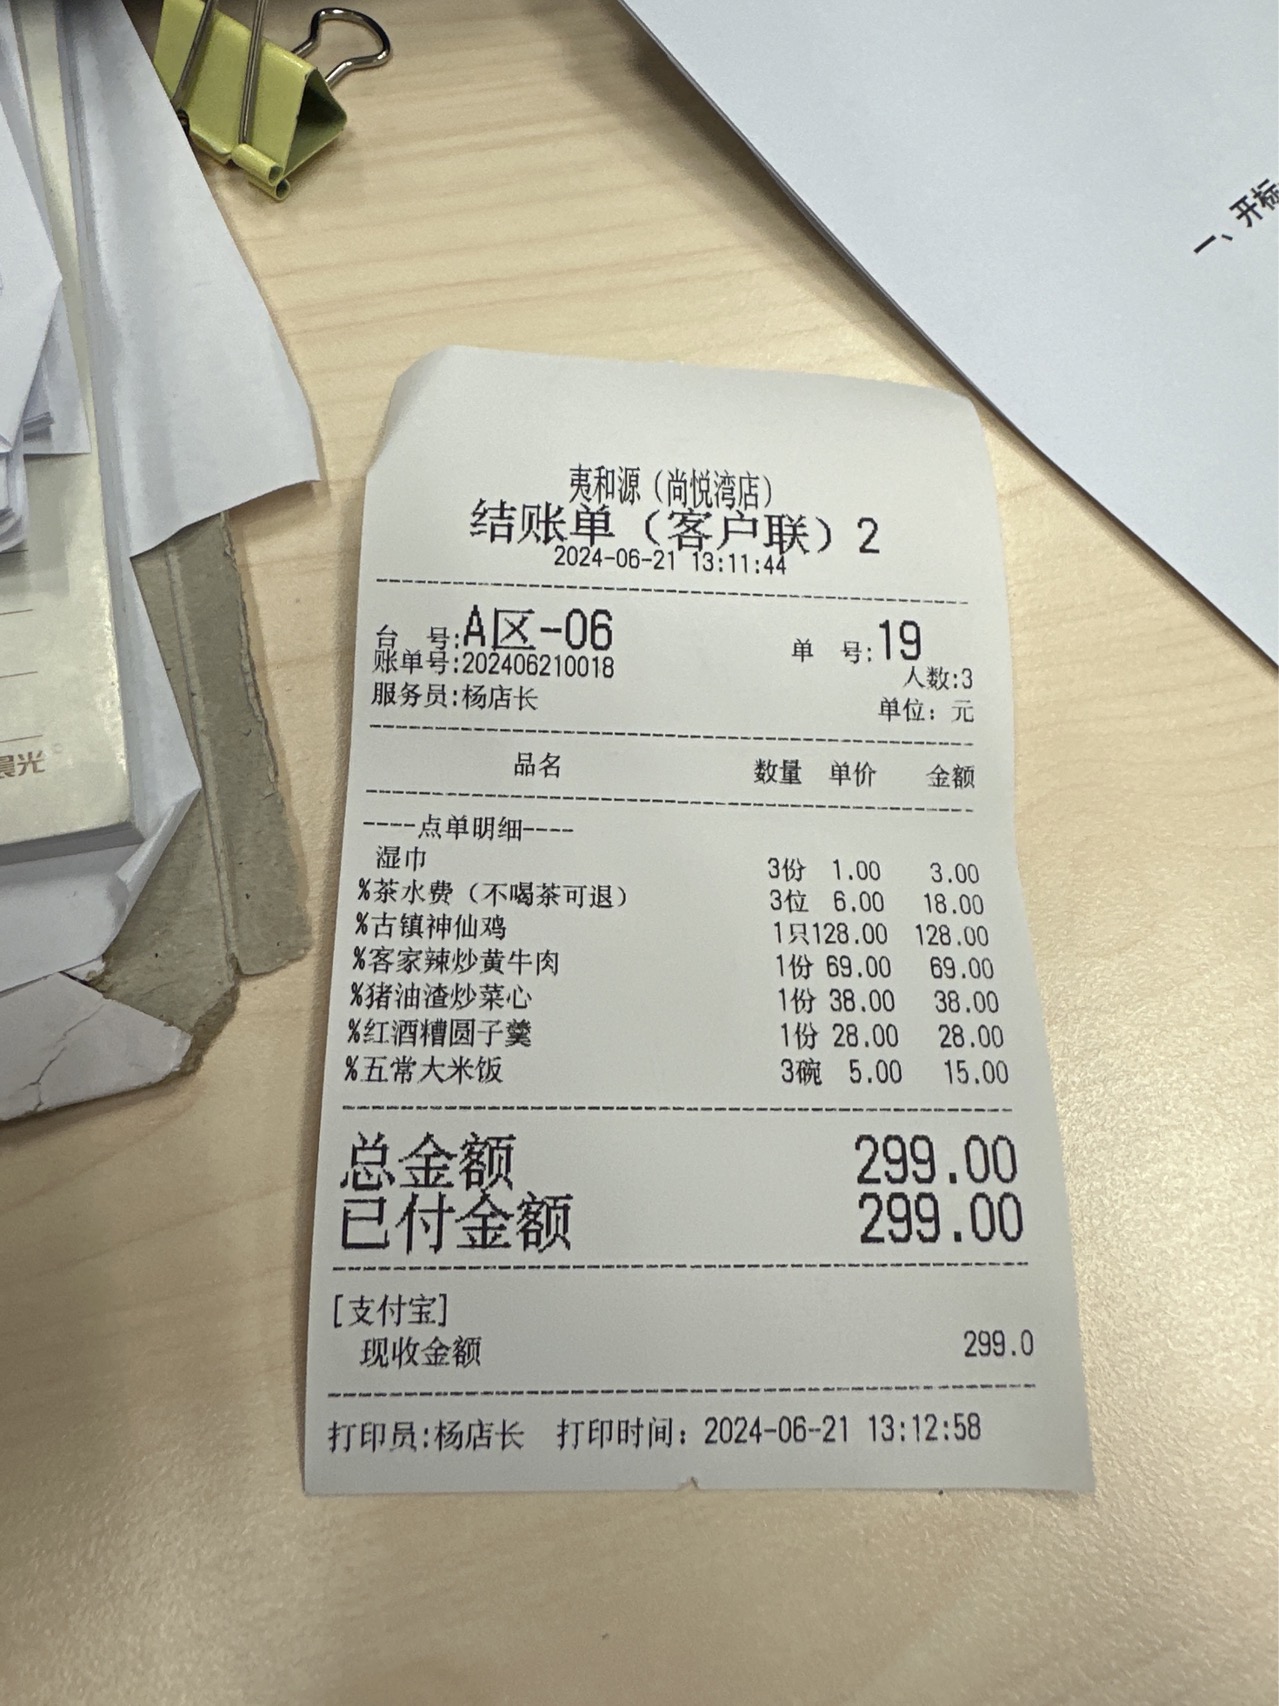 一、开标
晨光
夷和源（尚悦湾店）
结账单（客户联）2
2024-06-21 13:11:44
台 号:A区-06 单 号:19
账单号:202406210018 人数:3
服务员:杨店长 单位：元
品名 数量 单价 金额
----点单明细----
湿巾 3份 1.00 3.00
%茶水费（不喝茶可退） 3位 6.00 18.00
%古镇神仙鸡 1只128.00 128.00
%客家辣炒黄牛肉 1份 69.00 69.00
%猪油渣炒菜心 1份 38.00 38.00
%红酒糟圆子羹 1份 28.00 28.00
%五常大米饭 3碗 5.00 15.00
总金额 299.00
已付金额 299.00
[支付宝]
现收金额 299.0
打印员:杨店长 打印时间：2024-06-21 13:12:58